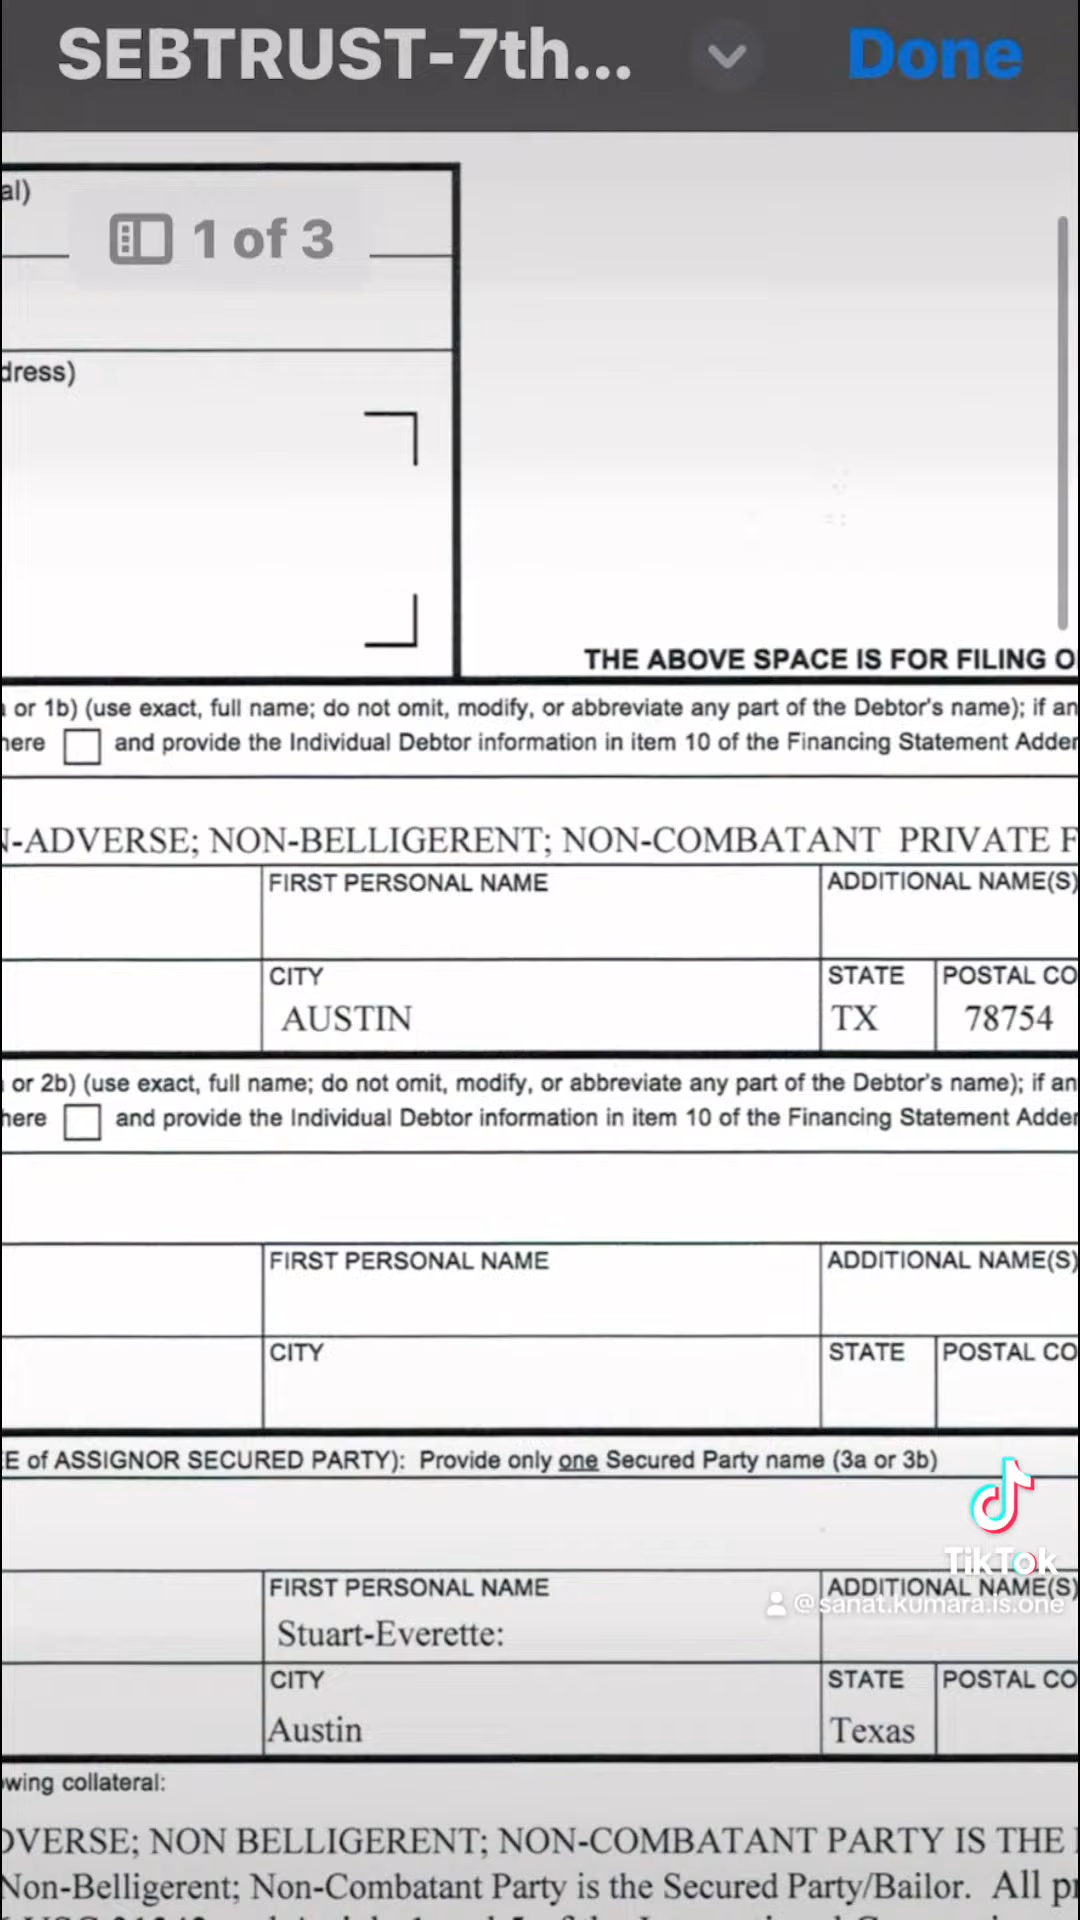 SEBTRUST-7th...
Done
al)
1 of 3
dress)
THE ABOVE SPACE IS FOR FILING O
or 1b) (use exact, full name; do not omit, modify, or abbreviate any part of the Debtor's name); if an
here and provide the Individual Debtor information in item 10 of the Financing Statement Adder
N-ADVERSE; NON-BELLIGERENT; NON-COMBATANT PRIVATE F
FIRST PERSONAL NAME
ADDITIONAL NAME(S)
CITY
STATE
POSTAL CO
AUSTIN
TX
78754
or 2b) (use exact, full name; do not omit, modify, or abbreviate any part of the Debtor's name); if an
here and provide the Individual Debtor information in item 10 of the Financing Statement Adder
FIRST PERSONAL NAME
ADDITIONAL NAME(S)
CITY
STATE
POSTAL CO
E of ASSIGNOR SECURED PARTY): Provide only one Secured Party name (3a or 3b)
TikTok
FIRST PERSONAL NAME
ADDITIONAL NAME(S)
@sanat.kumara.is.one
Stuart-Everette:
CITY
STATE
POSTAL CO
Austin
Texas
wing collateral:
DVERSE; NON BELLIGERENT; NON-COMBATANT PARTY IS THE
Non-Belligerent; Non-Combatant Party is the Secured Party/Bailor. All pr